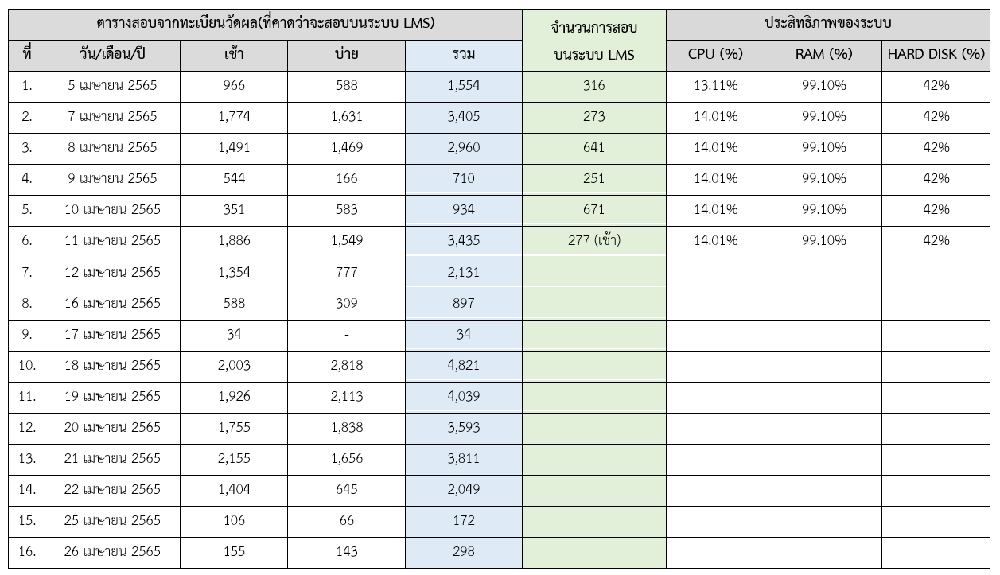 ตารางสอบจากทะเบียนวัดผล(ที่คาดว่าจะสอบบนระบบ LMS) จำนวนการสอบบนระบบ LMS ประสิทธิภาพของระบบ
ที่ วัน/เดือน/ปี เช้า บ่าย รวม CPU (%) RAM (%) HARD DISK (%)
1. 5 เมษายน 2565 966 588 1,554 316 13.11% 99.10% 42%
2. 7 เมษายน 2565 1,774 1,631 3,405 273 14.01% 99.10% 42%
3. 8 เมษายน 2565 1,491 1,469 2,960 641 14.01% 99.10% 42%
4. 9 เมษายน 2565 544 166 710 251 14.01% 99.10% 42%
5. 10 เมษายน 2565 351 583 934 671 14.01% 99.10% 42%
6. 11 เมษายน 2565 1,886 1,549 3,435 277 (เช้า) 14.01% 99.10% 42%
7. 12 เมษายน 2565 1,354 777 2,131
8. 16 เมษายน 2565 588 309 897
9. 17 เมษายน 2565 34 - 34
10. 18 เมษายน 2565 2,003 2,818 4,821
11. 19 เมษายน 2565 1,926 2,113 4,039
12. 20 เมษายน 2565 1,755 1,838 3,593
13. 21 เมษายน 2565 2,155 1,656 3,811
14. 22 เมษายน 2565 1,404 645 2,049
15. 25 เมษายน 2565 106 66 172
16. 26 เมษายน 2565 155 143 298